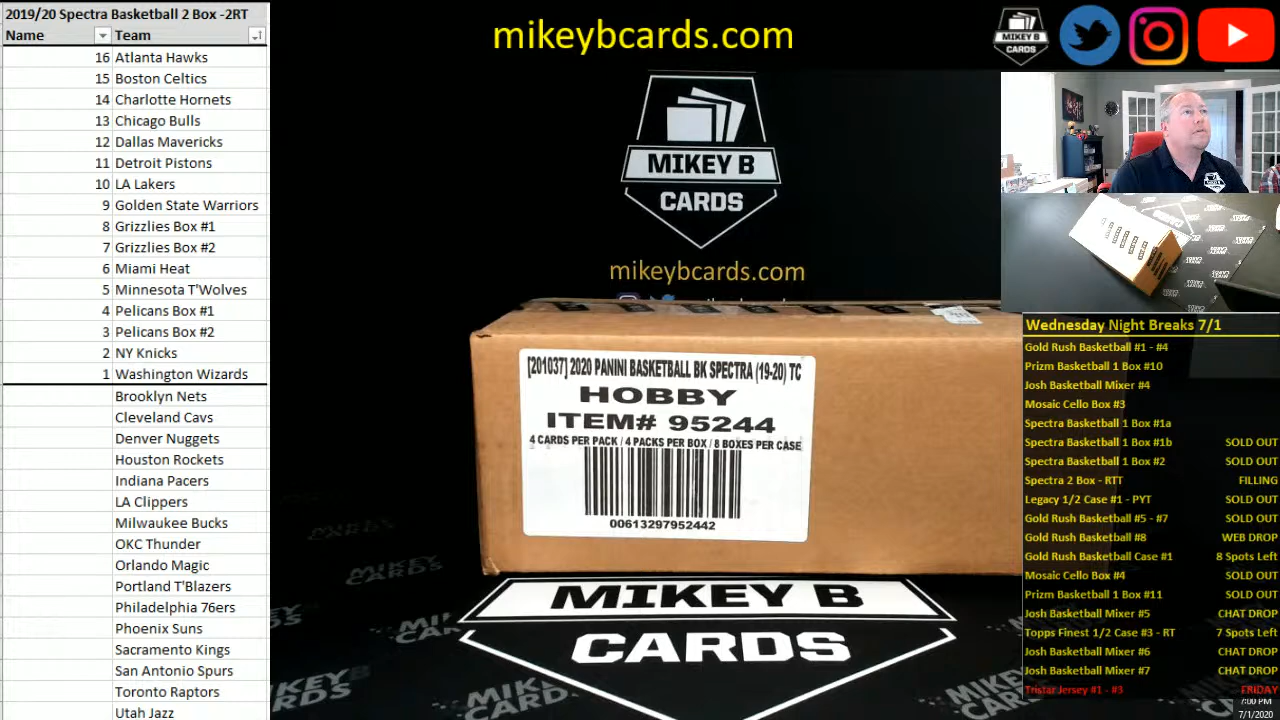 2019/20 Spectra Basketball 2 Box -2RT
Name Team
16 Atlanta Hawks
15 Boston Celtics
14 Charlotte Hornets
13 Chicago Bulls
12 Dallas Mavericks
11 Detroit Pistons
10 LA Lakers
9 Golden State Warriors
8 Grizzlies Box #1
7 Grizzlies Box #2
6 Miami Heat
5 Minnesota T'Wolves
4 Pelicans Box #1
3 Pelicans Box #2
2 NY Knicks
1 Washington Wizards
Brooklyn Nets
Cleveland Cavs
Denver Nuggets
Houston Rockets
Indiana Pacers
LA Clippers
Milwaukee Bucks
OKC Thunder
Orlando Magic
Portland T'Blazers
Philadelphia 76ers
Phoenix Suns
Sacramento Kings
San Antonio Spurs
Toronto Raptors
Utah Jazz
mikeybcards.com
MIKEY B
CARDS
mikeybcards.com
[201037] 2020 PANINI BASKETBALL BK SPECTRA (19-20) TC
HOBBY
ITEM# 95244
4 CARDS PER PACK / 4 PACKS PER BOX / 8 BOXES PER CASE
00613297952442
MIKEY B
CARDS
MIKEY B
CARDS
Wednesday Night Breaks 7/1
Gold Rush Basketball #1 - #4
Prizm Basketball 1 Box #10
Josh Basketball Mixer #4
Mosaic Cello Box #3
Spectra Basketball 1 Box #1a
Spectra Basketball 1 Box #1b SOLD OUT
Spectra Basketball 1 Box #2 SOLD OUT
Spectra 2 Box - RTT FILLING
Legacy 1/2 Case #1 - PYT SOLD OUT
Gold Rush Basketball #5 - #7 SOLD OUT
Gold Rush Basketball #8 WEB DROP
Gold Rush Basketball Case #1 8 Spots Left
Mosaic Cello Box #4 SOLD OUT
Prizm Basketball 1 Box #11 SOLD OUT
Josh Basketball Mixer #5 CHAT DROP
Topps Finest 1/2 Case #3 - RT 7 Spots Left
Josh Basketball Mixer #6 CHAT DROP
Josh Basketball Mixer #7 CHAT DROP
Tristar Jersey #1 - #3 FRIDAY
7:00 PM
7/1/2020